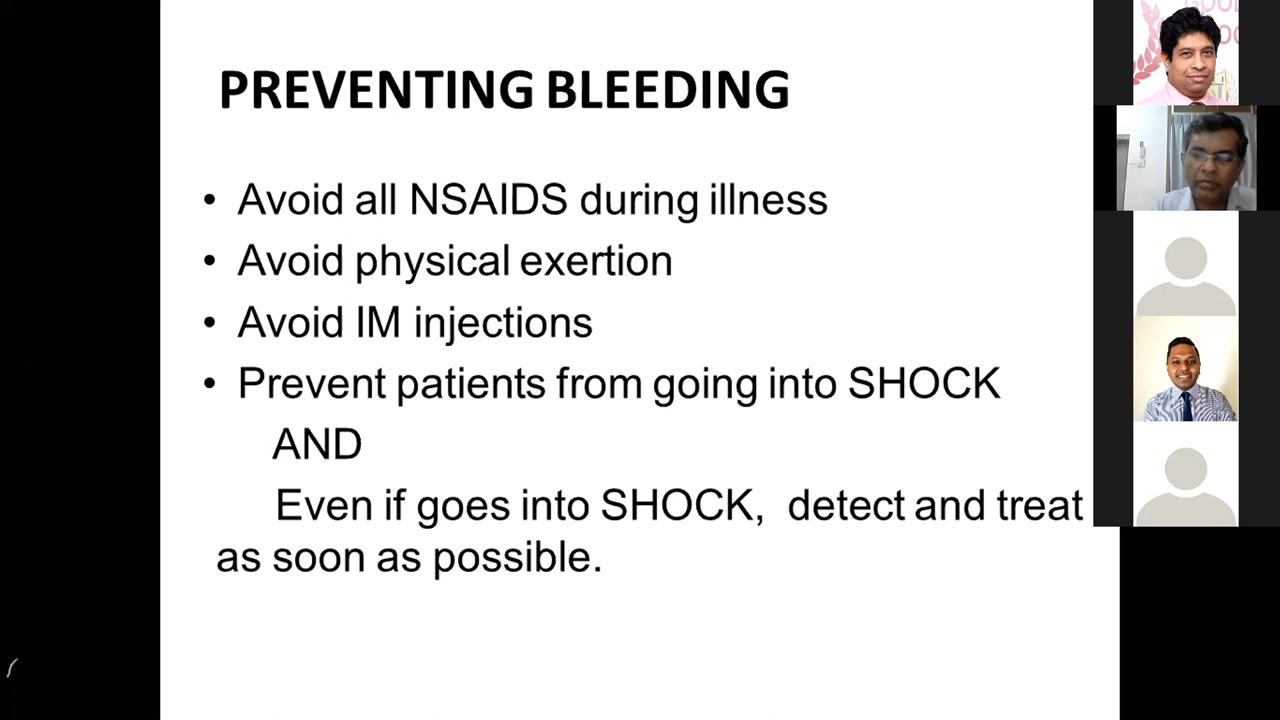 PREVENTING BLEEDING
• Avoid all NSAIDS during illness
• Avoid physical exertion
• Avoid IM injections
• Prevent patients from going into SHOCK
AND
Even if goes into SHOCK, detect and treat
as soon as possible.